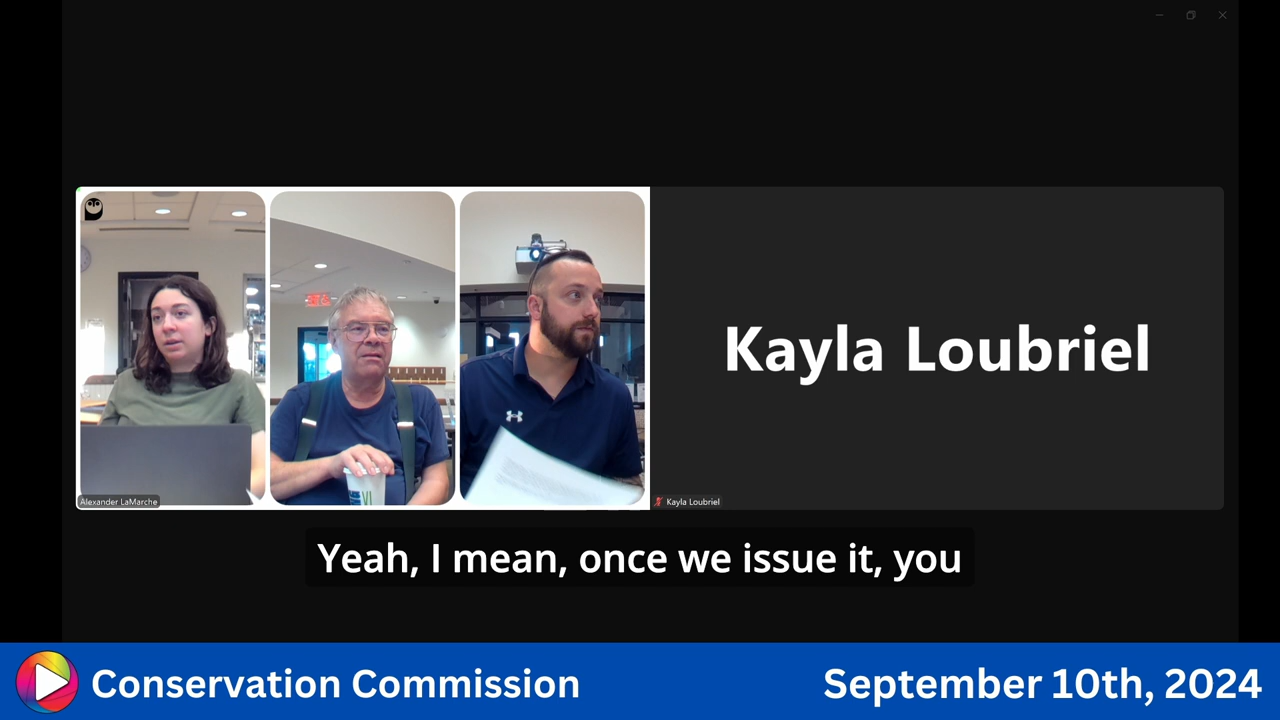 Kayla Loubriel
Alexander LaMarche
Kayla Loubriel
Yeah, I mean, once we issue it, you
Conservation Commission
September 10th, 2024